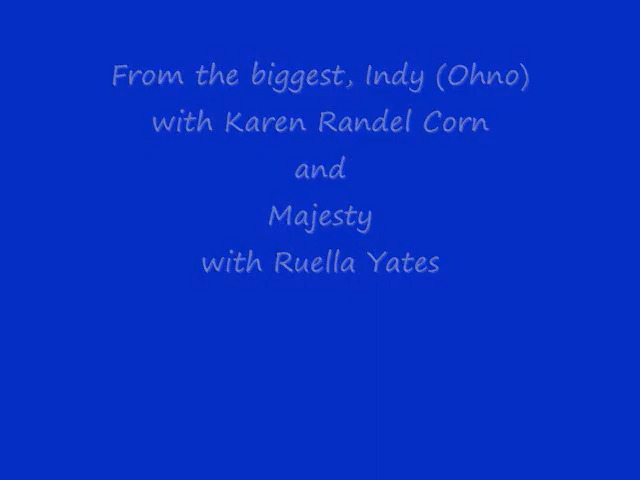 From the biggest, Indy (Ohno)
with Karen Randel Corn
and
Majesty
with Ruella Yates